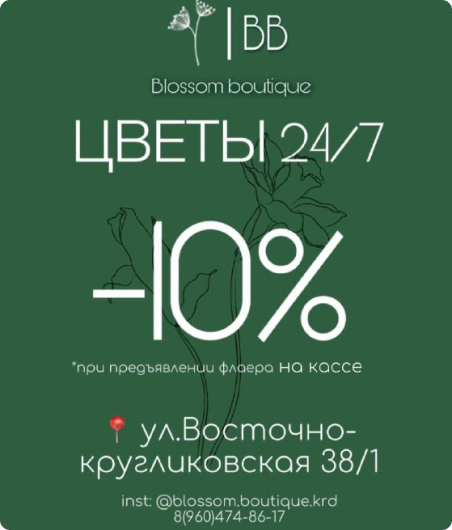 BB
Blossom boutique
ЦВЕТЫ 24/7
-10%
*при предъявлении флаера на кассе
ул.Восточно-
кругликовская 38/1
inst: @blossom.boutique.krd
8(960)474-86-17